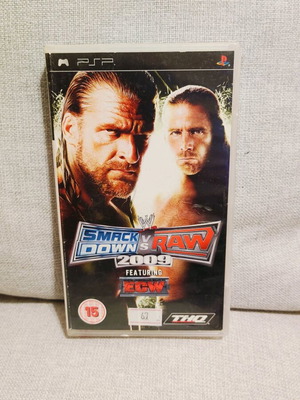 PSP
W
SMACK
DOWN VS RAW
2009
FEATURING
ECW
15
THQ